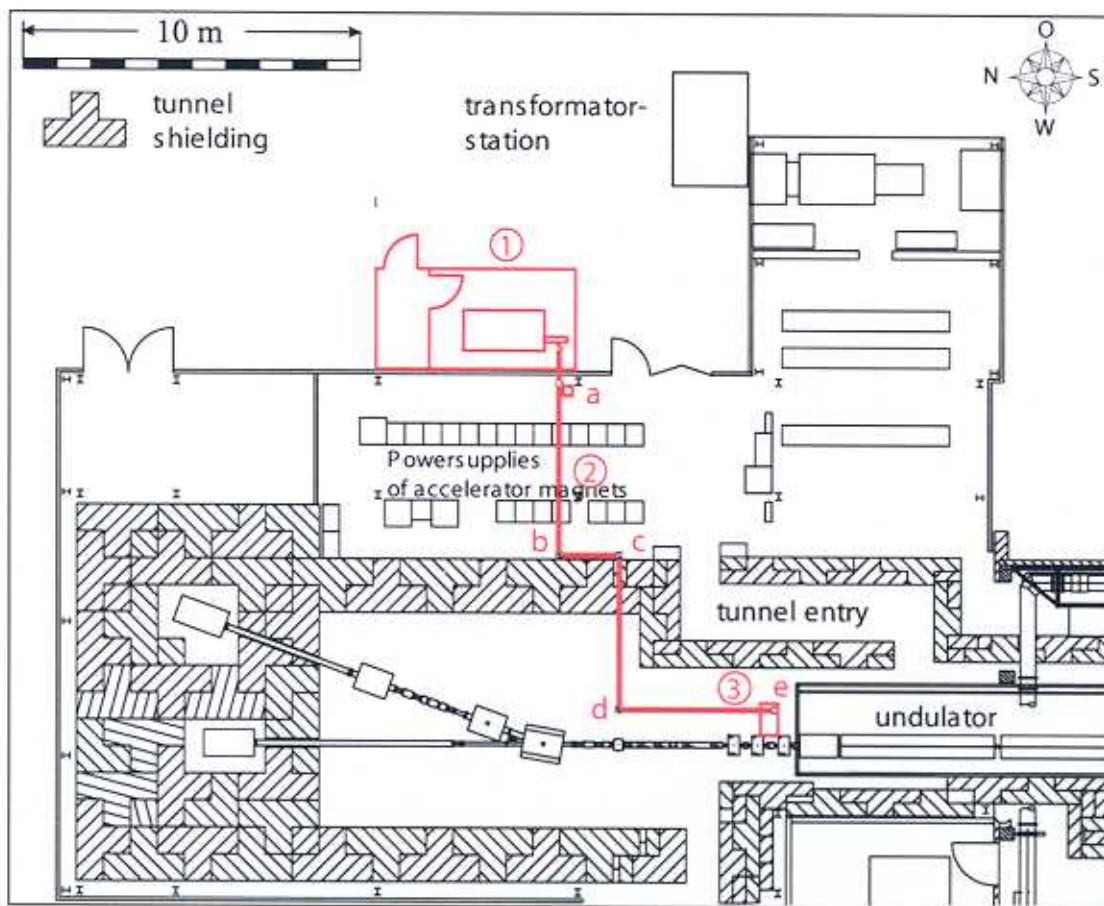 10 m
tunnel
shielding
transformator-
station
O
N
S
W
1
a
Powersupplies
2
of accelerator magnets
b
c
tunnel entry
3
e
d
undulator